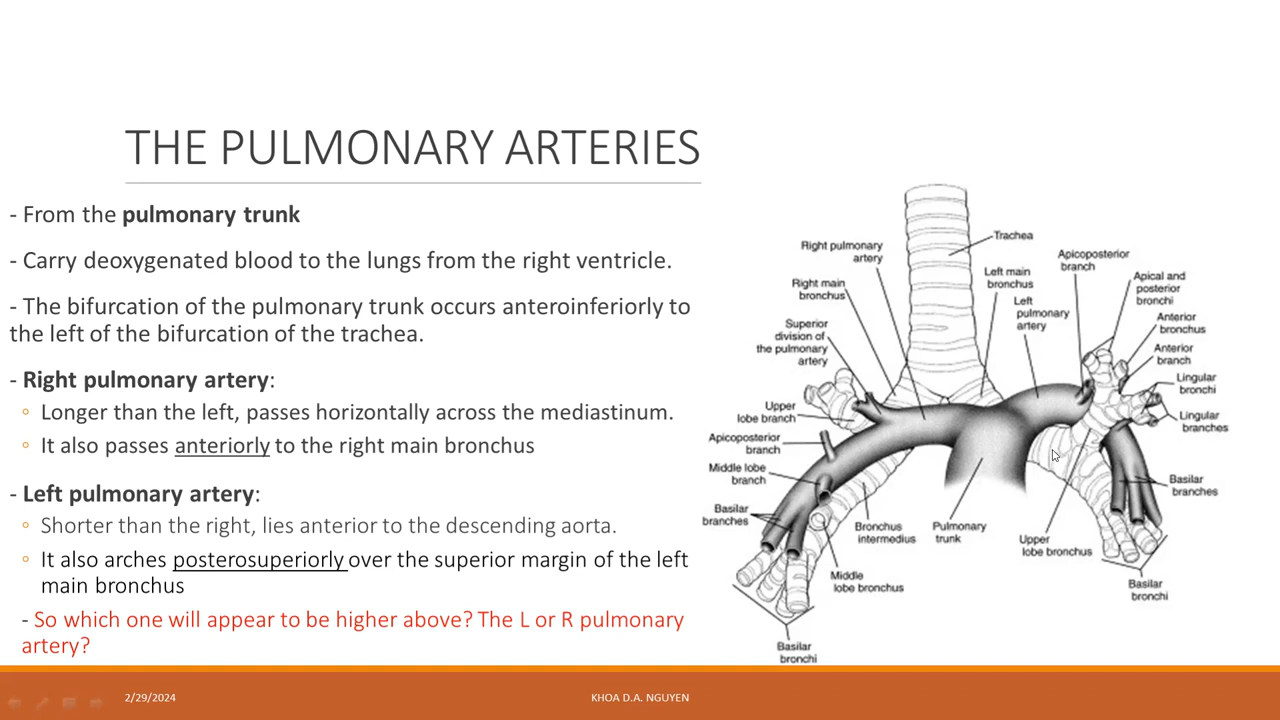 THE PULMONARY ARTERIES
- From the pulmonary trunk
- Carry deoxygenated blood to the lungs from the right ventricle.
- The bifurcation of the pulmonary trunk occurs anteroinferiorly to
the left of the bifurcation of the trachea.
- Right pulmonary artery:
◦ Longer than the left, passes horizontally across the mediastinum.
◦ It also passes anteriorly to the right main bronchus
- Left pulmonary artery:
◦ Shorter than the right, lies anterior to the descending aorta.
◦ It also arches posterosuperiorly over the superior margin of the left
main bronchus
- So which one will appear to be higher above? The L or R pulmonary
artery?
Right pulmonary
artery
Right main
bronchus
Superior
division of
the pulmonary
artery
Upper
lobe branch
Apicoposterior
branch
Middle lobe
branch
Basilar
branches
Bronchus
intermedius
Middle
lobe bronchus
Basilar
bronchi
Pulmonary
trunk
Trachea
Left main
bronchus
Left
pulmonary
artery
Apicoposterior
branch
Apical and
posterior
bronchi
Anterior
bronchus
Anterior
branch
Lingular
bronchi
Lingular
branches
Basilar
branches
Upper
lobe bronchus
Basilar
bronchi
2/29/2024
KHOA D.A. NGUYEN